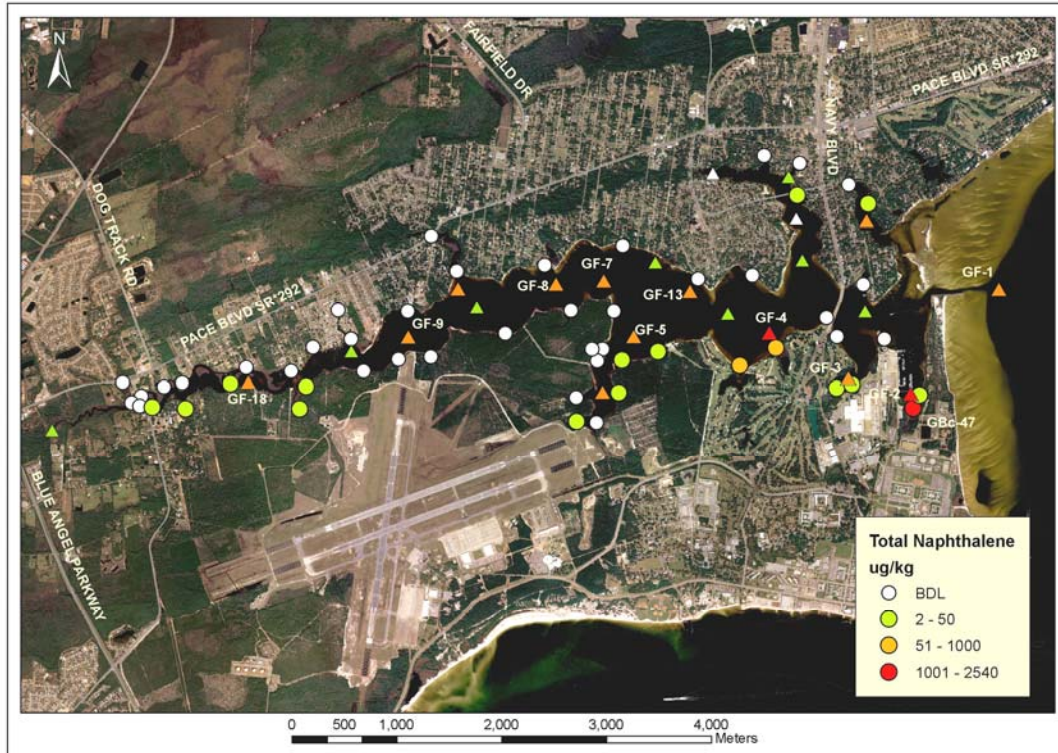 N
FAIRFIELD DR
PACE BLVD SR*292
NAVY BLVD
DOG TRACK RD
GF-7
GF-8
GF-1
GF-13
PACE BLVD SR*292
GF-9
GF-4
GF-5
GF-3
GF-18
GF-2
GBc-47
BLUE ANGEL PARKWAY
Total Naphthalene
ug/kg
BDL
2 - 50
51 - 1000
1001 - 2540
0 500 1,000 2,000 3,000 4,000
Meters